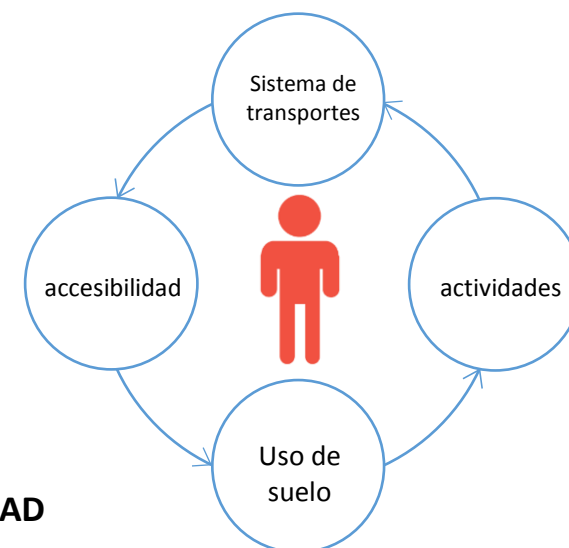 Sistema de
transportes
accesibilidad
actividades
Uso de
suelo
AD